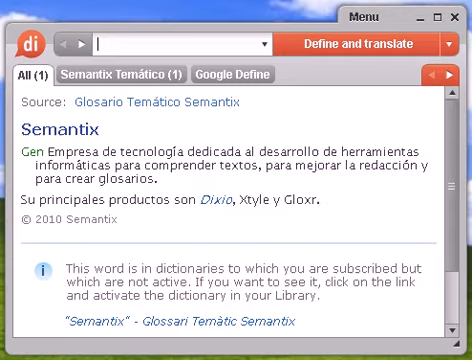 Menu
di
Define and translate
All (1)
Semantix Temático (1)
Google Define
Source: Glosario Temático Semantix
Semantix
Gen Empresa de tecnología dedicada al desarrollo de herramientas
informáticas para comprender textos, para mejorar la redacción y
para crear glosarios.
Su principales productos son Dixio, Xtyle y Gloxr.
© 2010 Semantix
i
This word is in dictionaries to which you are subscribed but
which are not active. If you want to see it, click on the link
and activate the dictionary in your Library.
"Semantix" - Glossari Temàtic Semantix